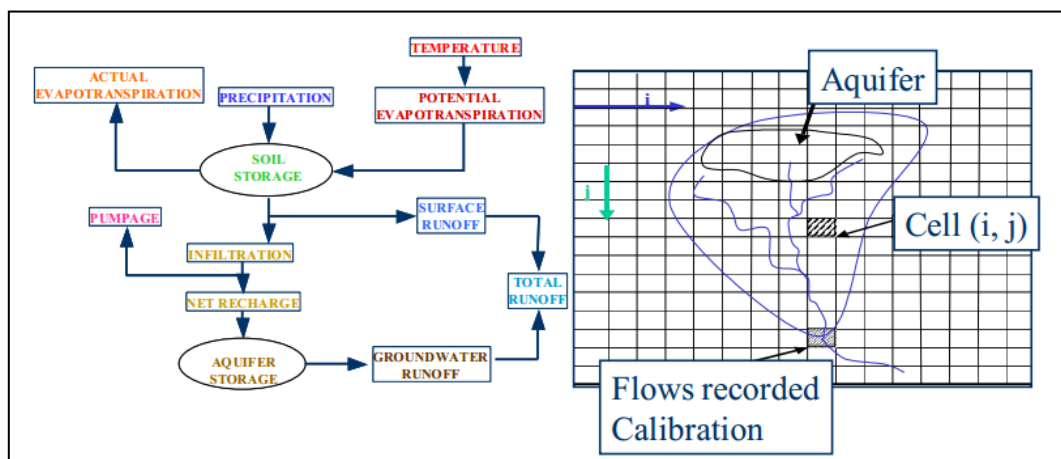 TEMPERATURE
ACTUAL
EVAPOTRANSPIRATION
PRECIPITATION
POTENTIAL
EVAPOTRANSPIRATION
SOIL
STORAGE
PUMPAGE
SURFACE
RUNOFF
INFILTRATION
TOTAL
RUNOFF
NET RECHARGE
AQUIFER
STORAGE
GROUNDWATER
RUNOFF
i
Aquifer
j
Cell (i, j)
Flows recorded
Calibration